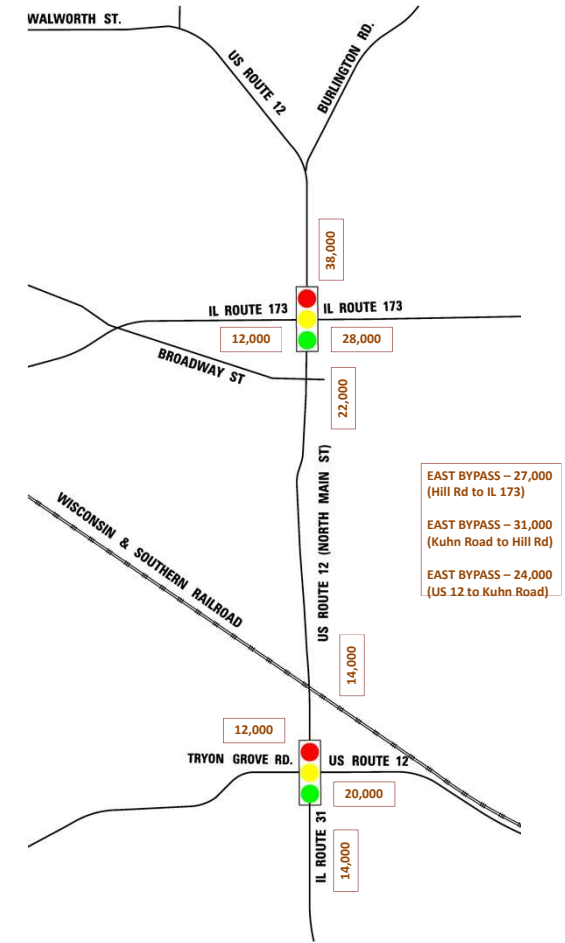 WALWORTH ST.
US ROUTE 12
BURLINGTON RD.
38,000
IL ROUTE 173
IL ROUTE 173
12,000
28,000
BROADWAY ST
22,000
US ROUTE 12 (NORTH MAIN ST)
EAST BYPASS – 27,000
(Hill Rd to IL 173)
EAST BYPASS – 31,000
(Kuhn Road to Hill Rd)
EAST BYPASS – 24,000
(US 12 to Kuhn Road)
WISCONSIN & SOUTHERN RAILROAD
14,000
12,000
TRYON GROVE RD.
US ROUTE 12
20,000
IL ROUTE 31
14,000